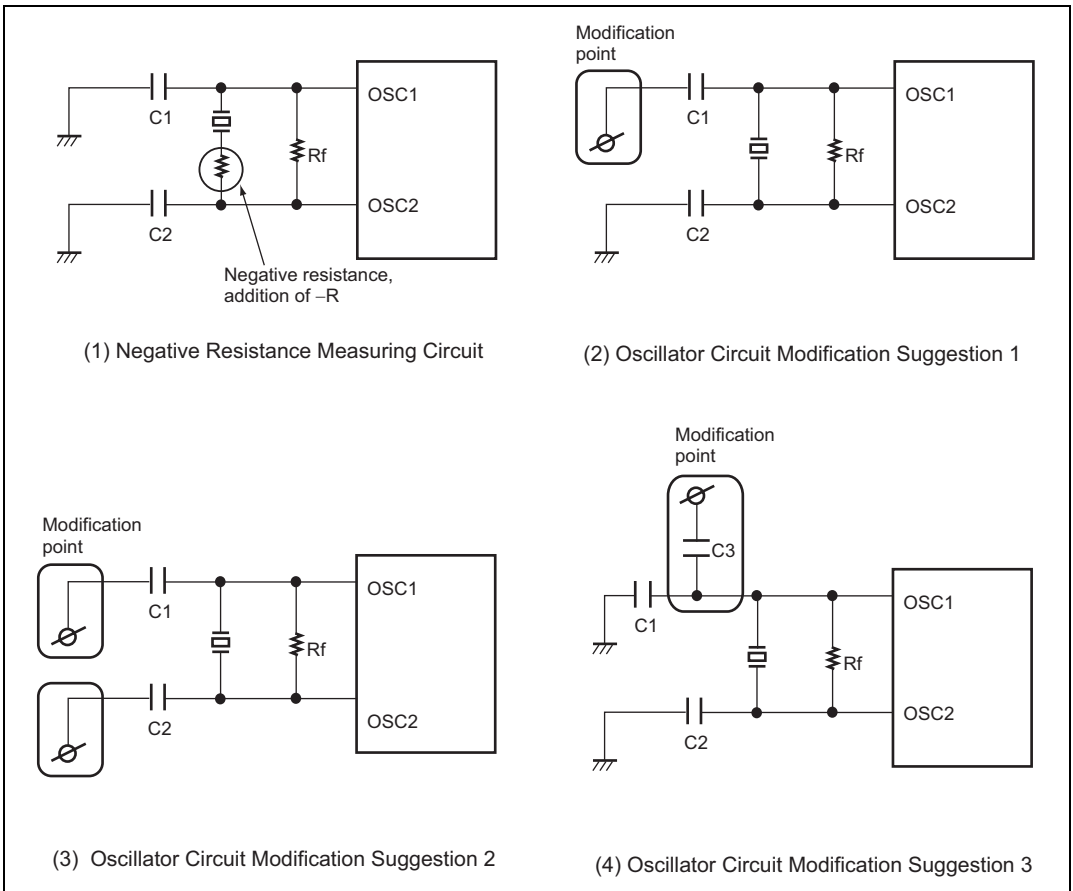 OSC1
C1
Rf
OSC2
C2
Negative resistance,
addition of –R
(1) Negative Resistance Measuring Circuit
Modification
point
OSC1
C1
Rf
OSC2
C2
(2) Oscillator Circuit Modification Suggestion 1
Modification
point
OSC1
C1
Rf
OSC2
C2
(3) Oscillator Circuit Modification Suggestion 2
Modification
point
C3
OSC1
C1
Rf
OSC2
C2
(4) Oscillator Circuit Modification Suggestion 3